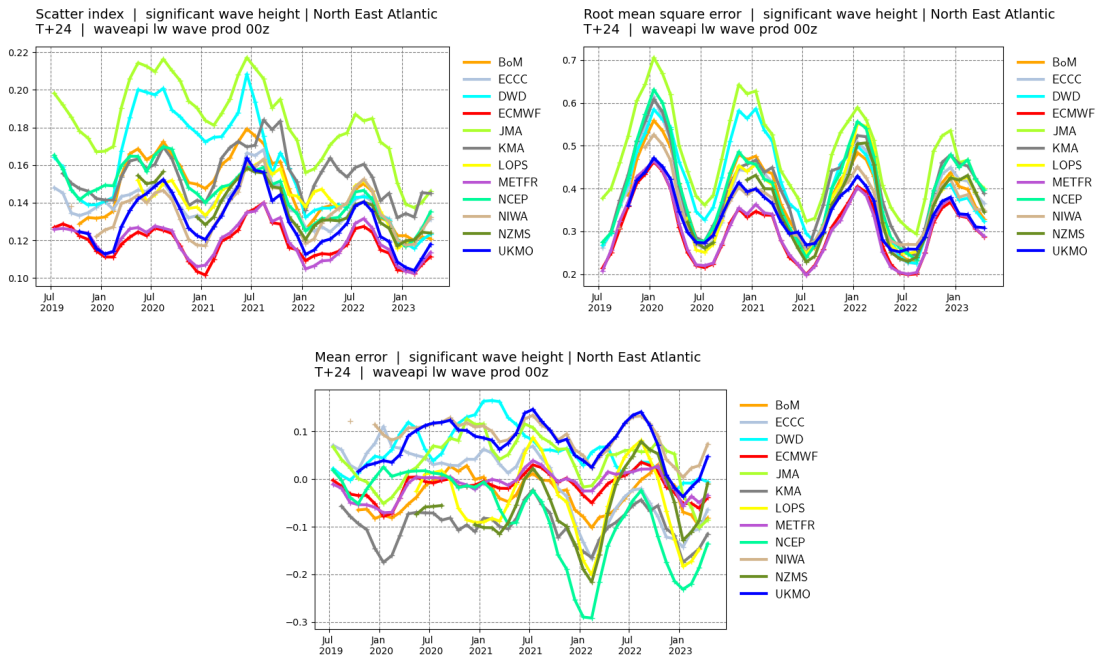 Scatter index | significant wave height | North East Atlantic
T+24 | waveapi lw wave prod 00z
0.22
0.20
0.18
0.16
0.14
0.12
0.10
Jul 2019
Jan 2020
Jul 2020
Jan 2021
Jul 2021
Jan 2022
Jul 2022
Jan 2023
BoM
ECCC
DWD
ECMWF
JMA
KMA
LOPS
METFR
NCEP
NIWA
NZMS
UKMO
Root mean square error | significant wave height | North East Atlantic
T+24 | waveapi lw wave prod 00z
0.7
0.6
0.5
0.4
0.3
0.2
Jul 2019
Jan 2020
Jul 2020
Jan 2021
Jul 2021
Jan 2022
Jul 2022
Jan 2023
BoM
ECCC
DWD
ECMWF
JMA
KMA
LOPS
METFR
NCEP
NIWA
NZMS
UKMO
Mean error | significant wave height | North East Atlantic
T+24 | waveapi lw wave prod 00z
0.1
0.0
−0.1
−0.2
−0.3
Jul 2019
Jan 2020
Jul 2020
Jan 2021
Jul 2021
Jan 2022
Jul 2022
Jan 2023
BoM
ECCC
DWD
ECMWF
JMA
KMA
LOPS
METFR
NCEP
NIWA
NZMS
UKMO